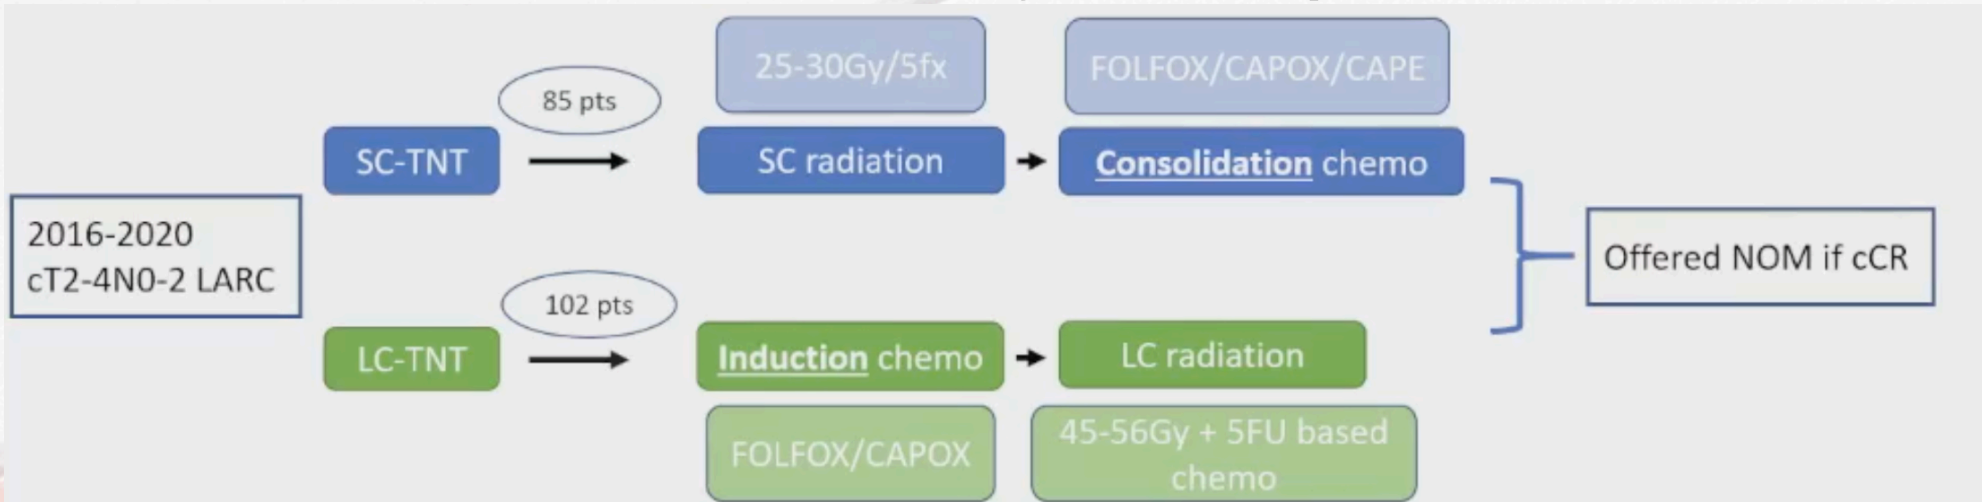 25-30Gy/5fx
FOLFOX/CAPOX/CAPE
85 pts
SC-TNT
SC radiation
Consolidation chemo
2016-2020
cT2-4N0-2 LARC
Offered NOM if cCR
102 pts
LC-TNT
Induction chemo
LC radiation
FOLFOX/CAPOX
45-56Gy + 5FU based
chemo